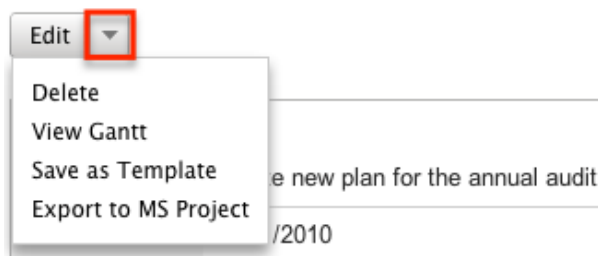 Edit
Delete
View Gantt
Save as Template
e new plan for the annual audit
Export to MS Project
/2010